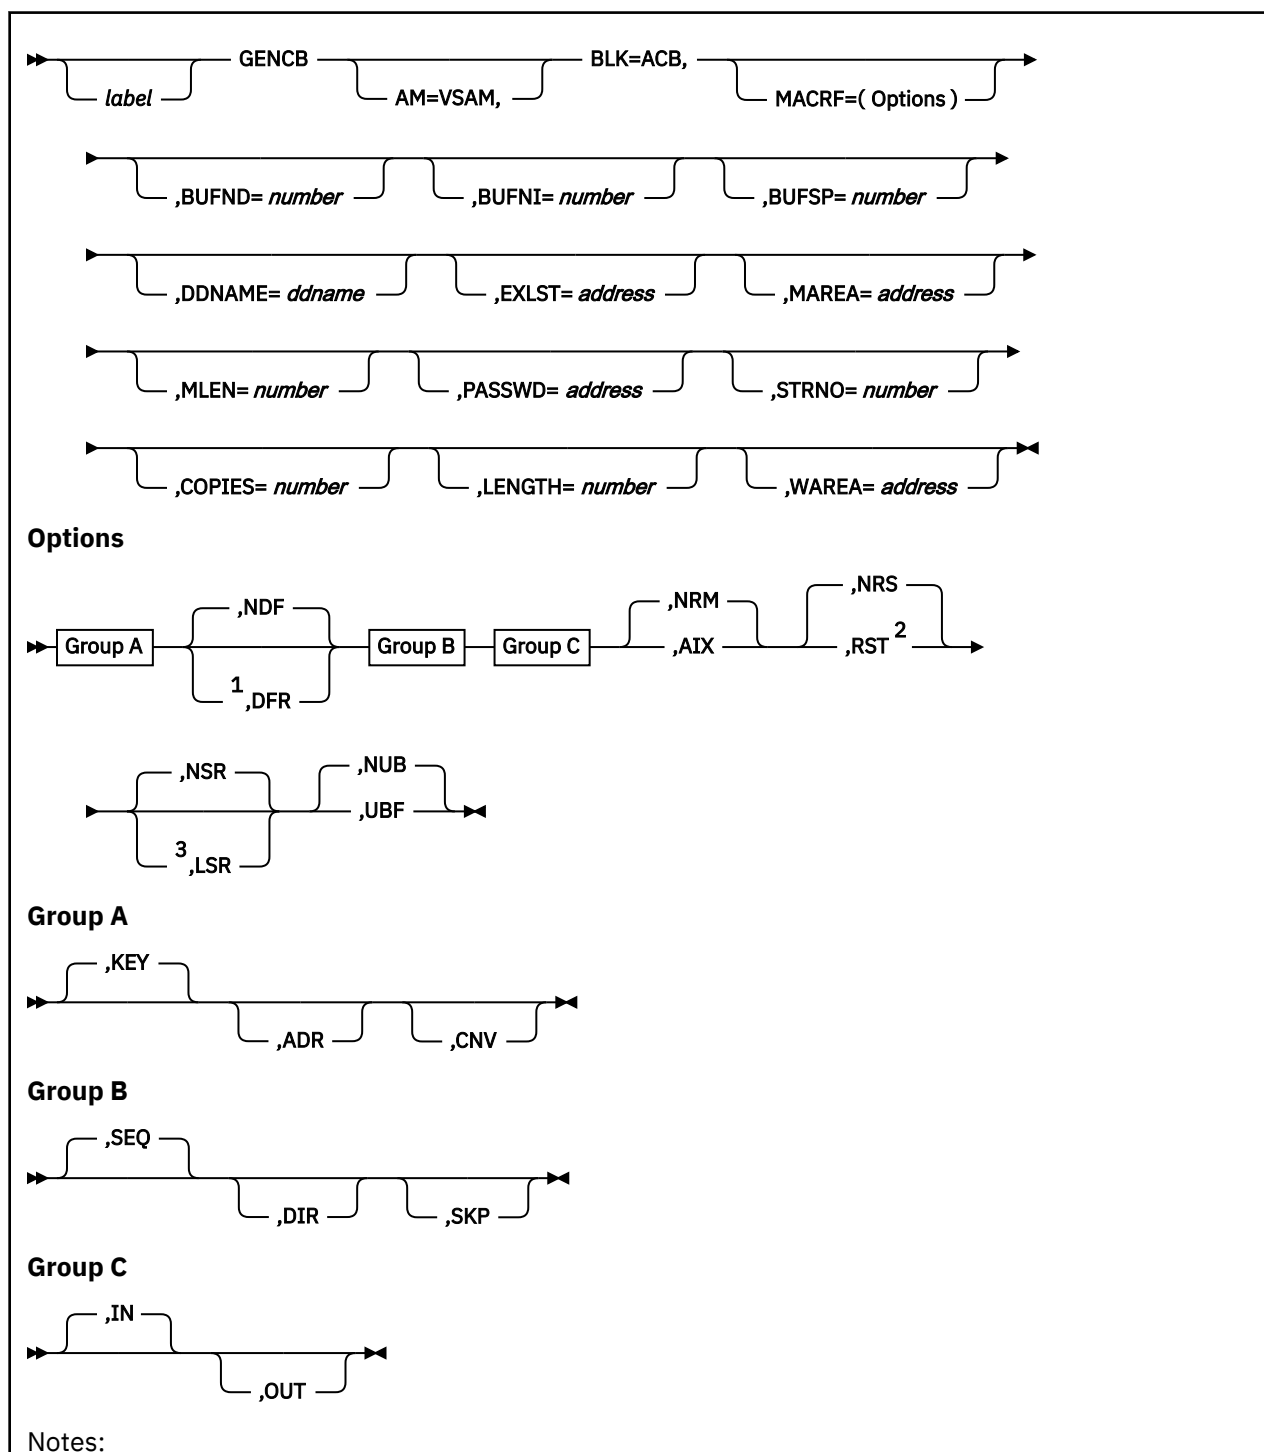 GENCB BLK=ACB,
label AM=VSAM, MACRF=( Options )
,BUFND= number ,BUFNI= number ,BUFSP= number
,DDNAME= ddname ,EXLST= address ,MAREA= address
,MLEN= number ,PASSWD= address ,STRNO= number
,COPIES= number ,LENGTH= number ,WAREA= address
Options
,NDF ,NRM ,NRS
Group A Group B Group C ,AIX ,RST 2
1 ,DFR
,NSR ,NUB
,UBF
3 ,LSR
Group A
,KEY
,ADR ,CNV
Group B
,SEQ
,DIR ,SKP
Group C
,IN
,OUT
Notes: